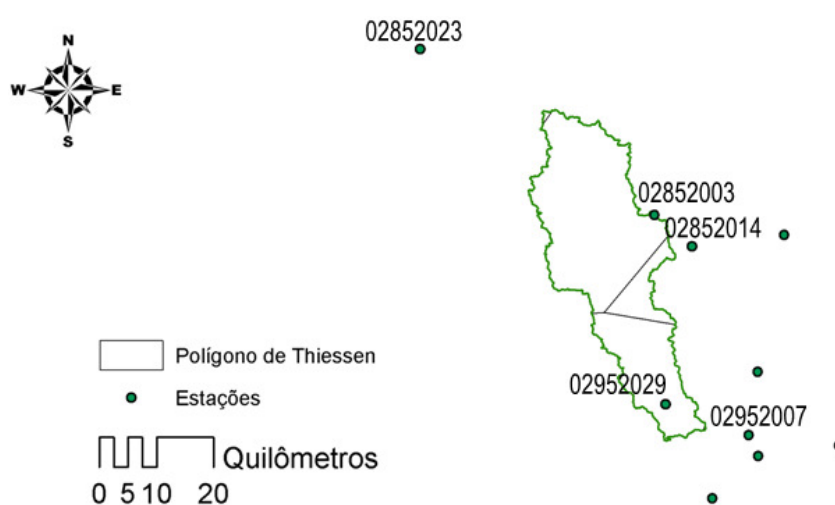 02852023
N
W E
S
02852003
02852014
Polígono de Thiessen
02952029
Estações
02952007
Quilômetros
0 5 10 20